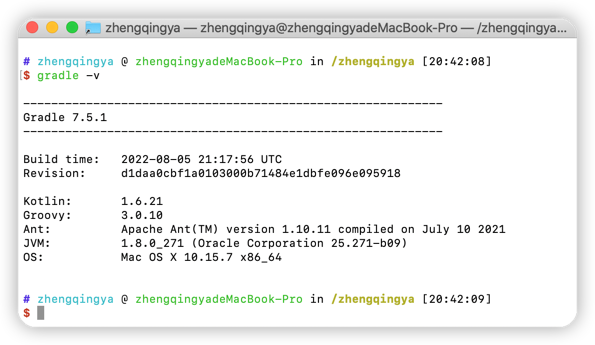 zhengqingya — zhengqingya@zhengqingyadeMacBook-Pro — /zhengqingya...
# zhengqingya @ zhengqingyadeMacBook-Pro in /zhengqingya [20:42:08]
$ gradle -v
------------------------------------------------------------
Gradle 7.5.1
------------------------------------------------------------
Build time:   2022-08-05 21:17:56 UTC
Revision:     d1daa0cbf1a0103000b71484e1dbfe096e095918
Kotlin:       1.6.21
Groovy:       3.0.10
Ant:          Apache Ant(TM) version 1.10.11 compiled on July 10 2021
JVM:          1.8.0_271 (Oracle Corporation 25.271-b09)
OS:           Mac OS X 10.15.7 x86_64
# zhengqingya @ zhengqingyadeMacBook-Pro in /zhengqingya [20:42:09]
$